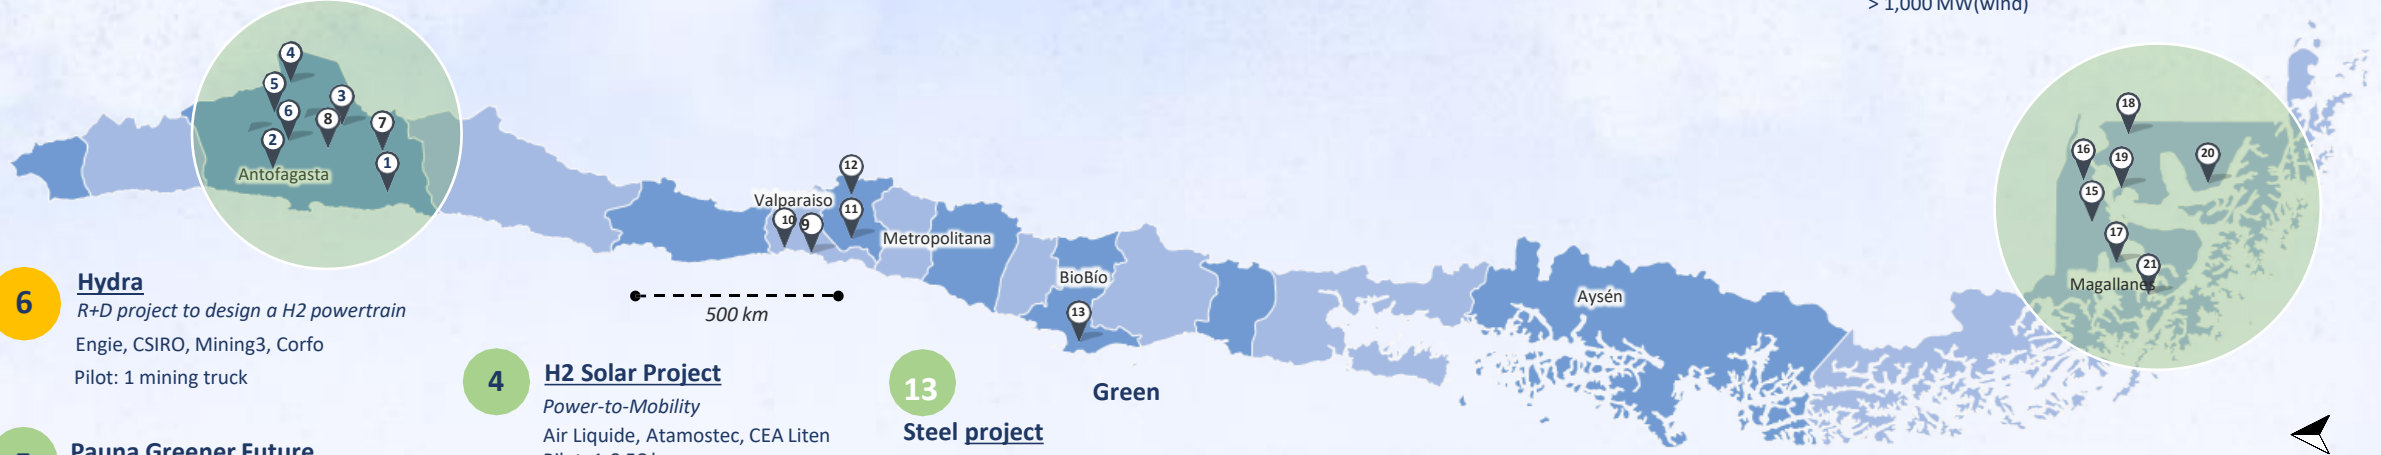 > 1,000 MW(wind)
4
5
3
6
8
7
2
1
Antofagasta
12
Valparaiso
10
9
11
Metropolitana
BioBío
13
Aysén
18
16
19
20
15
17
21
Magallanes
500 km
6
Hydra
R+D project to design a H2 powertrain
Engie, CSIRO, Mining3, Corfo
Pilot: 1 mining truck
4
H2 Solar Project
Power-to-Mobility
Air Liquide, Atamostec, CEA Liten
13
Green
Steel project
Pauna Greener Future